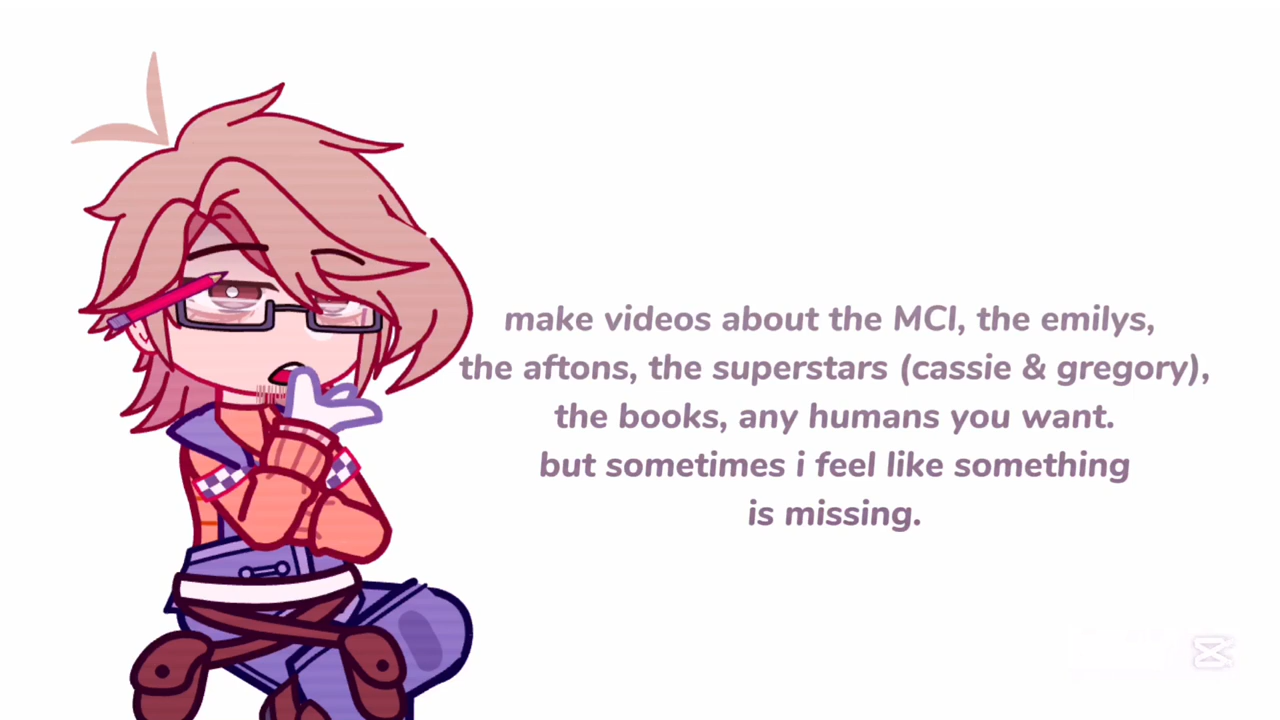 make videos about the MCI, the emilys,
the aftons, the superstars (cassie & gregory),
the books, any humans you want.
but sometimes i feel like something
is missing.